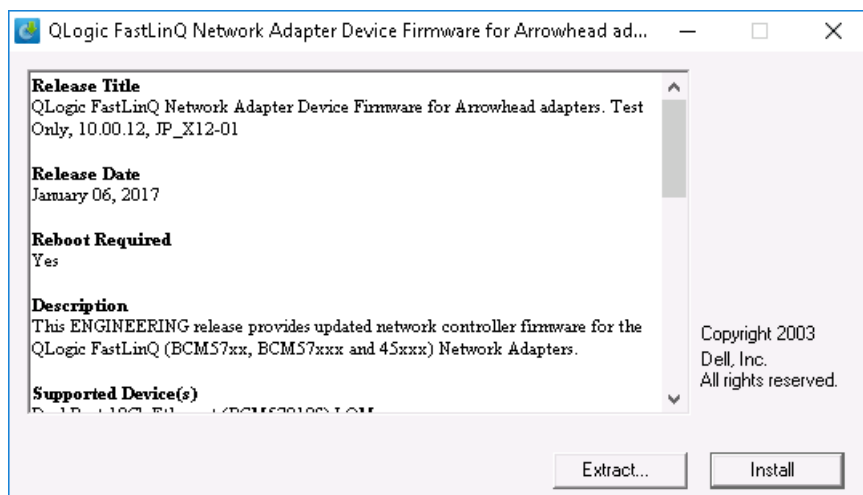 QLogic FastLinQ Network Adapter Device Firmware for Arrowhead ad...
Release Title
QLogic FastLinQ Network Adapter Device Firmware for Arrowhead adapters. Test
Only, 10.00.12, JP_X12-01
Release Date
January 06, 2017
Reboot Required
Yes
Description
This ENGINEERING release provides updated network controller firmware for the
QLogic FastLinQ (BCM57xx, BCM57xxx and 45xxx) Network Adapters.
Supported Device(s)
Copyright 2003
Dell, Inc.
All rights reserved.
Extract...
Install